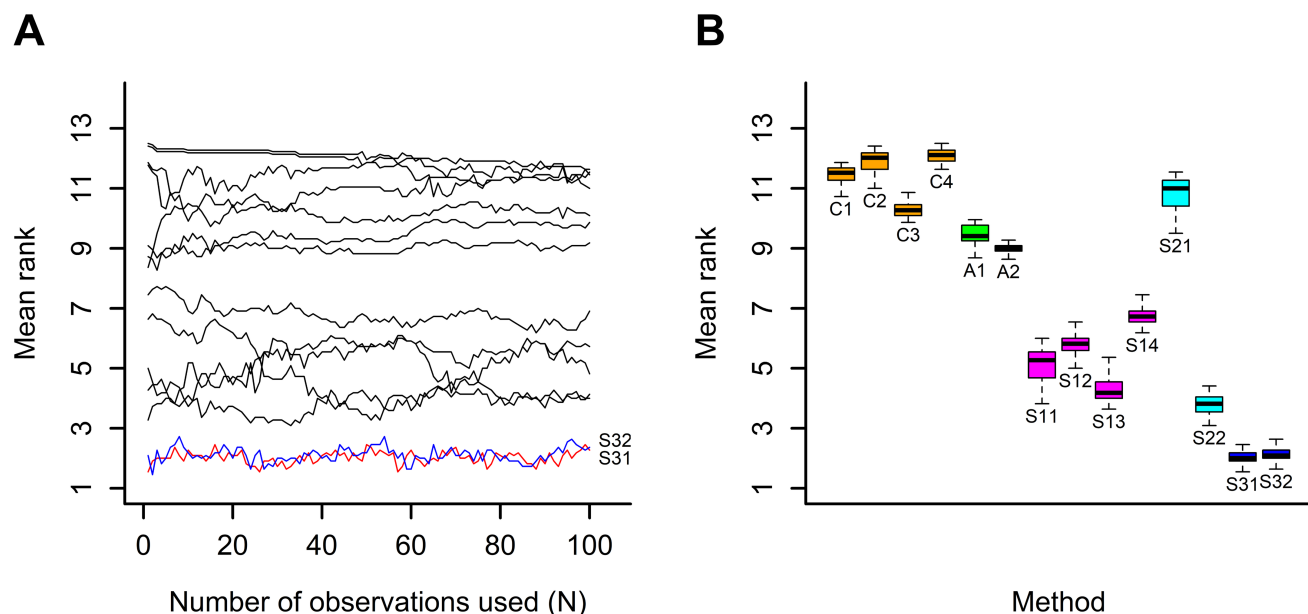 A
Mean rank
13
11
9
7
5
3
1
S32
S31
0 20 40 60 80 100
Number of observations used (N)
B
Mean rank
13
11
9
7
5
3
1
C1
C2
C3
C4
A1
A2
S11
S12
S13
S14
S21
S22
S31
S32
Method